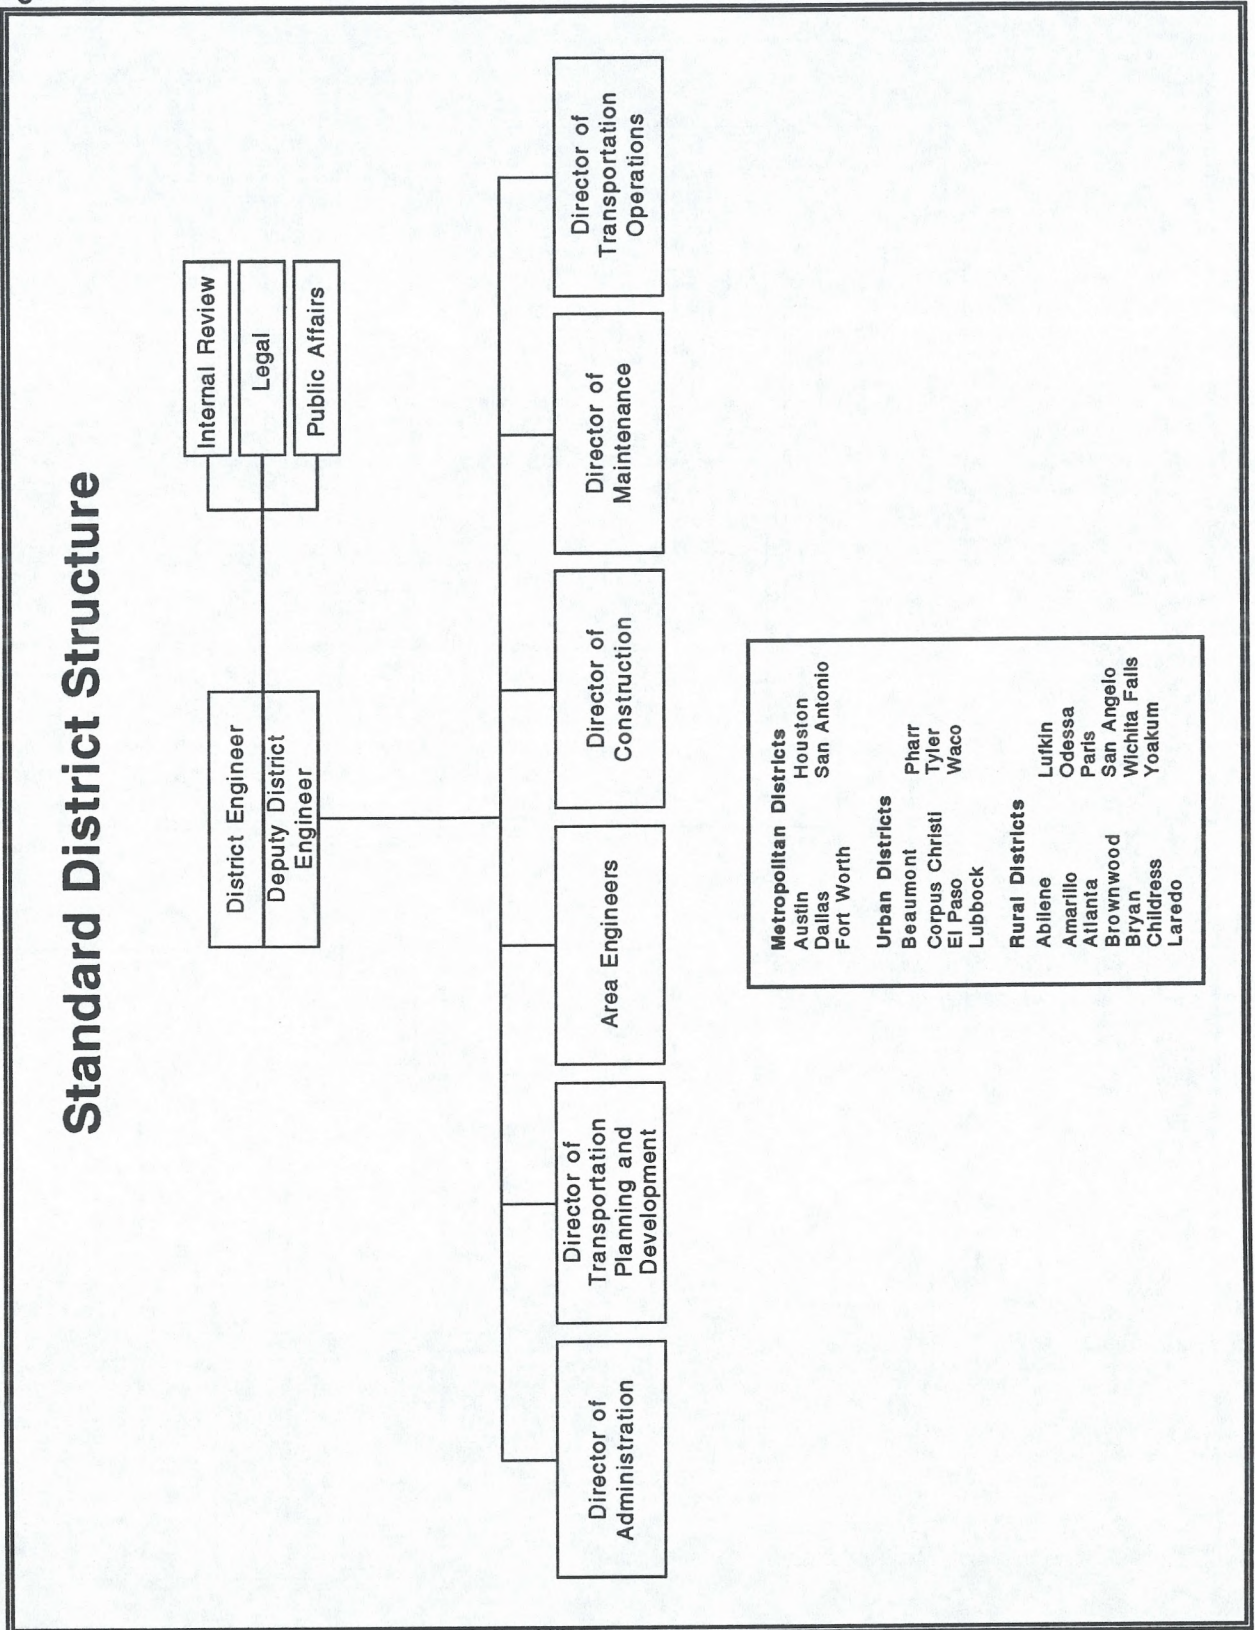 Standard District Structure
District Engineer
Deputy District
Engineer
Internal Review
Legal
Public Affairs
Director of
Administration
Director of
Transportation
Planning and
Development
Area Engineers
Director of
Construction
Director of
Maintenance
Director of
Transportation
Operations
Metropolitan Districts
Austin Houston
Dallas San Antonio
Fort Worth
Urban Districts
Beaumont Pharr
Corpus Christi Tyler
El Paso Waco
Lubbock
Rural Districts
Abilene Lufkin
Amarillo Odessa
Atlanta Paris
Brownwood San Angelo
Bryan Wichita Falls
Childress Yoakum
Laredo